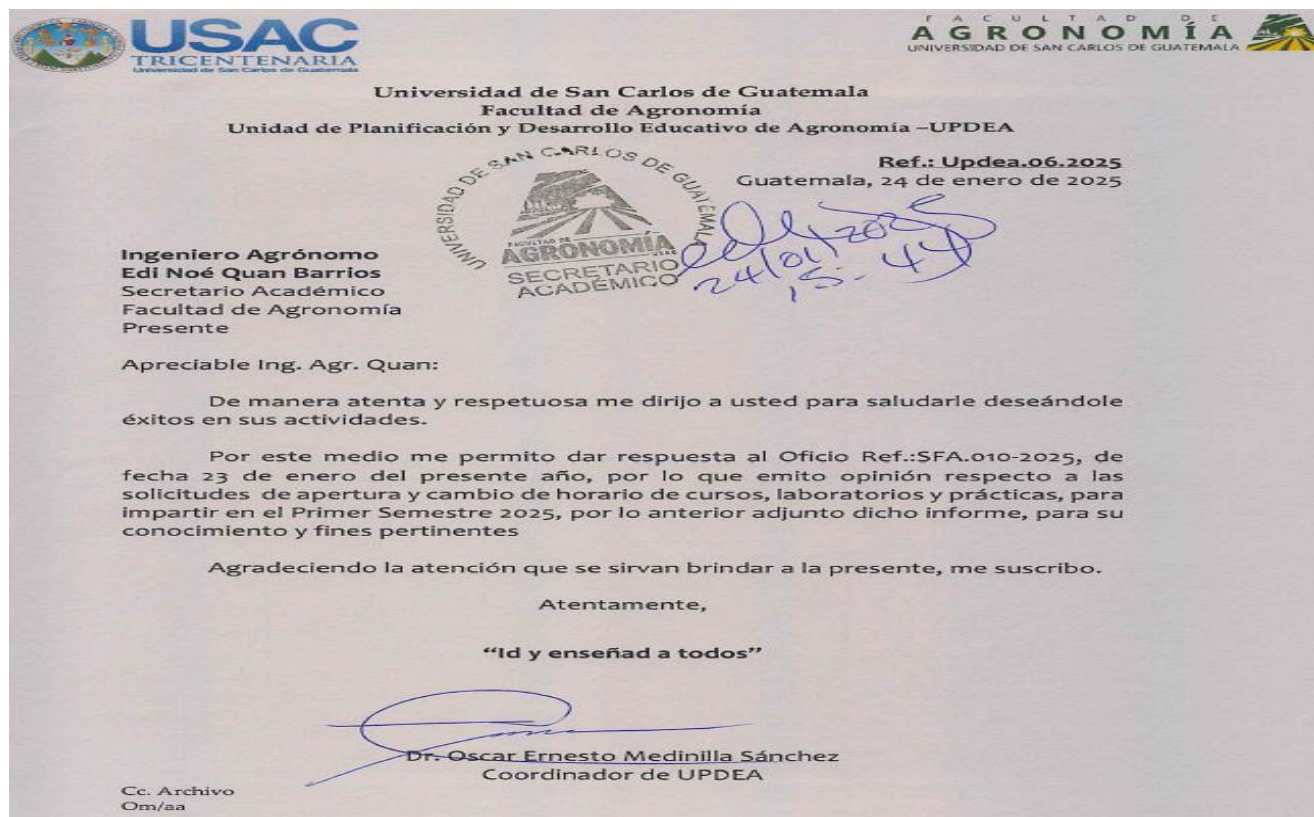 USAC
TRICENTENARIA
Universidad de San Carlos de Guatemala
FACULTAD DE
AGRONOMÍA
UNIVERSIDAD DE SAN CARLOS DE GUATEMALA
Universidad de San Carlos de Guatemala
Facultad de Agronomía
Unidad de Planificación y Desarrollo Educativo de Agronomía –UPDEA
Ref.: Updea.06.2025
Guatemala, 24 de enero de 2025
UNIVERSIDAD DE SAN CARLOS DE GUATEMALA
FACULTAD DE
AGRONOMÍA
USAC
SECRETARIO
ACADÉMICO
24/01/2025
15:44
Ingeniero Agrónomo
Edi Noé Quan Barrios
Secretario Académico
Facultad de Agronomía
Presente
Apreciable Ing. Agr. Quan:
De manera atenta y respetuosa me dirijo a usted para saludarle deseándole
éxitos en sus actividades.
Por este medio me permito dar respuesta al Oficio Ref.:SFA.010-2025, de
fecha 23 de enero del presente año, por lo que emito opinión respecto a las
solicitudes de apertura y cambio de horario de cursos, laboratorios y prácticas, para
impartir en el Primer Semestre 2025, por lo anterior adjunto dicho informe, para su
conocimiento y fines pertinentes
Agradeciendo la atención que se sirvan brindar a la presente, me suscribo.
Atentamente,
“Id y enseñad a todos”
Dr. Oscar Ernesto Medinilla Sánchez
Coordinador de UPDEA
Cc. Archivo
Om/aa